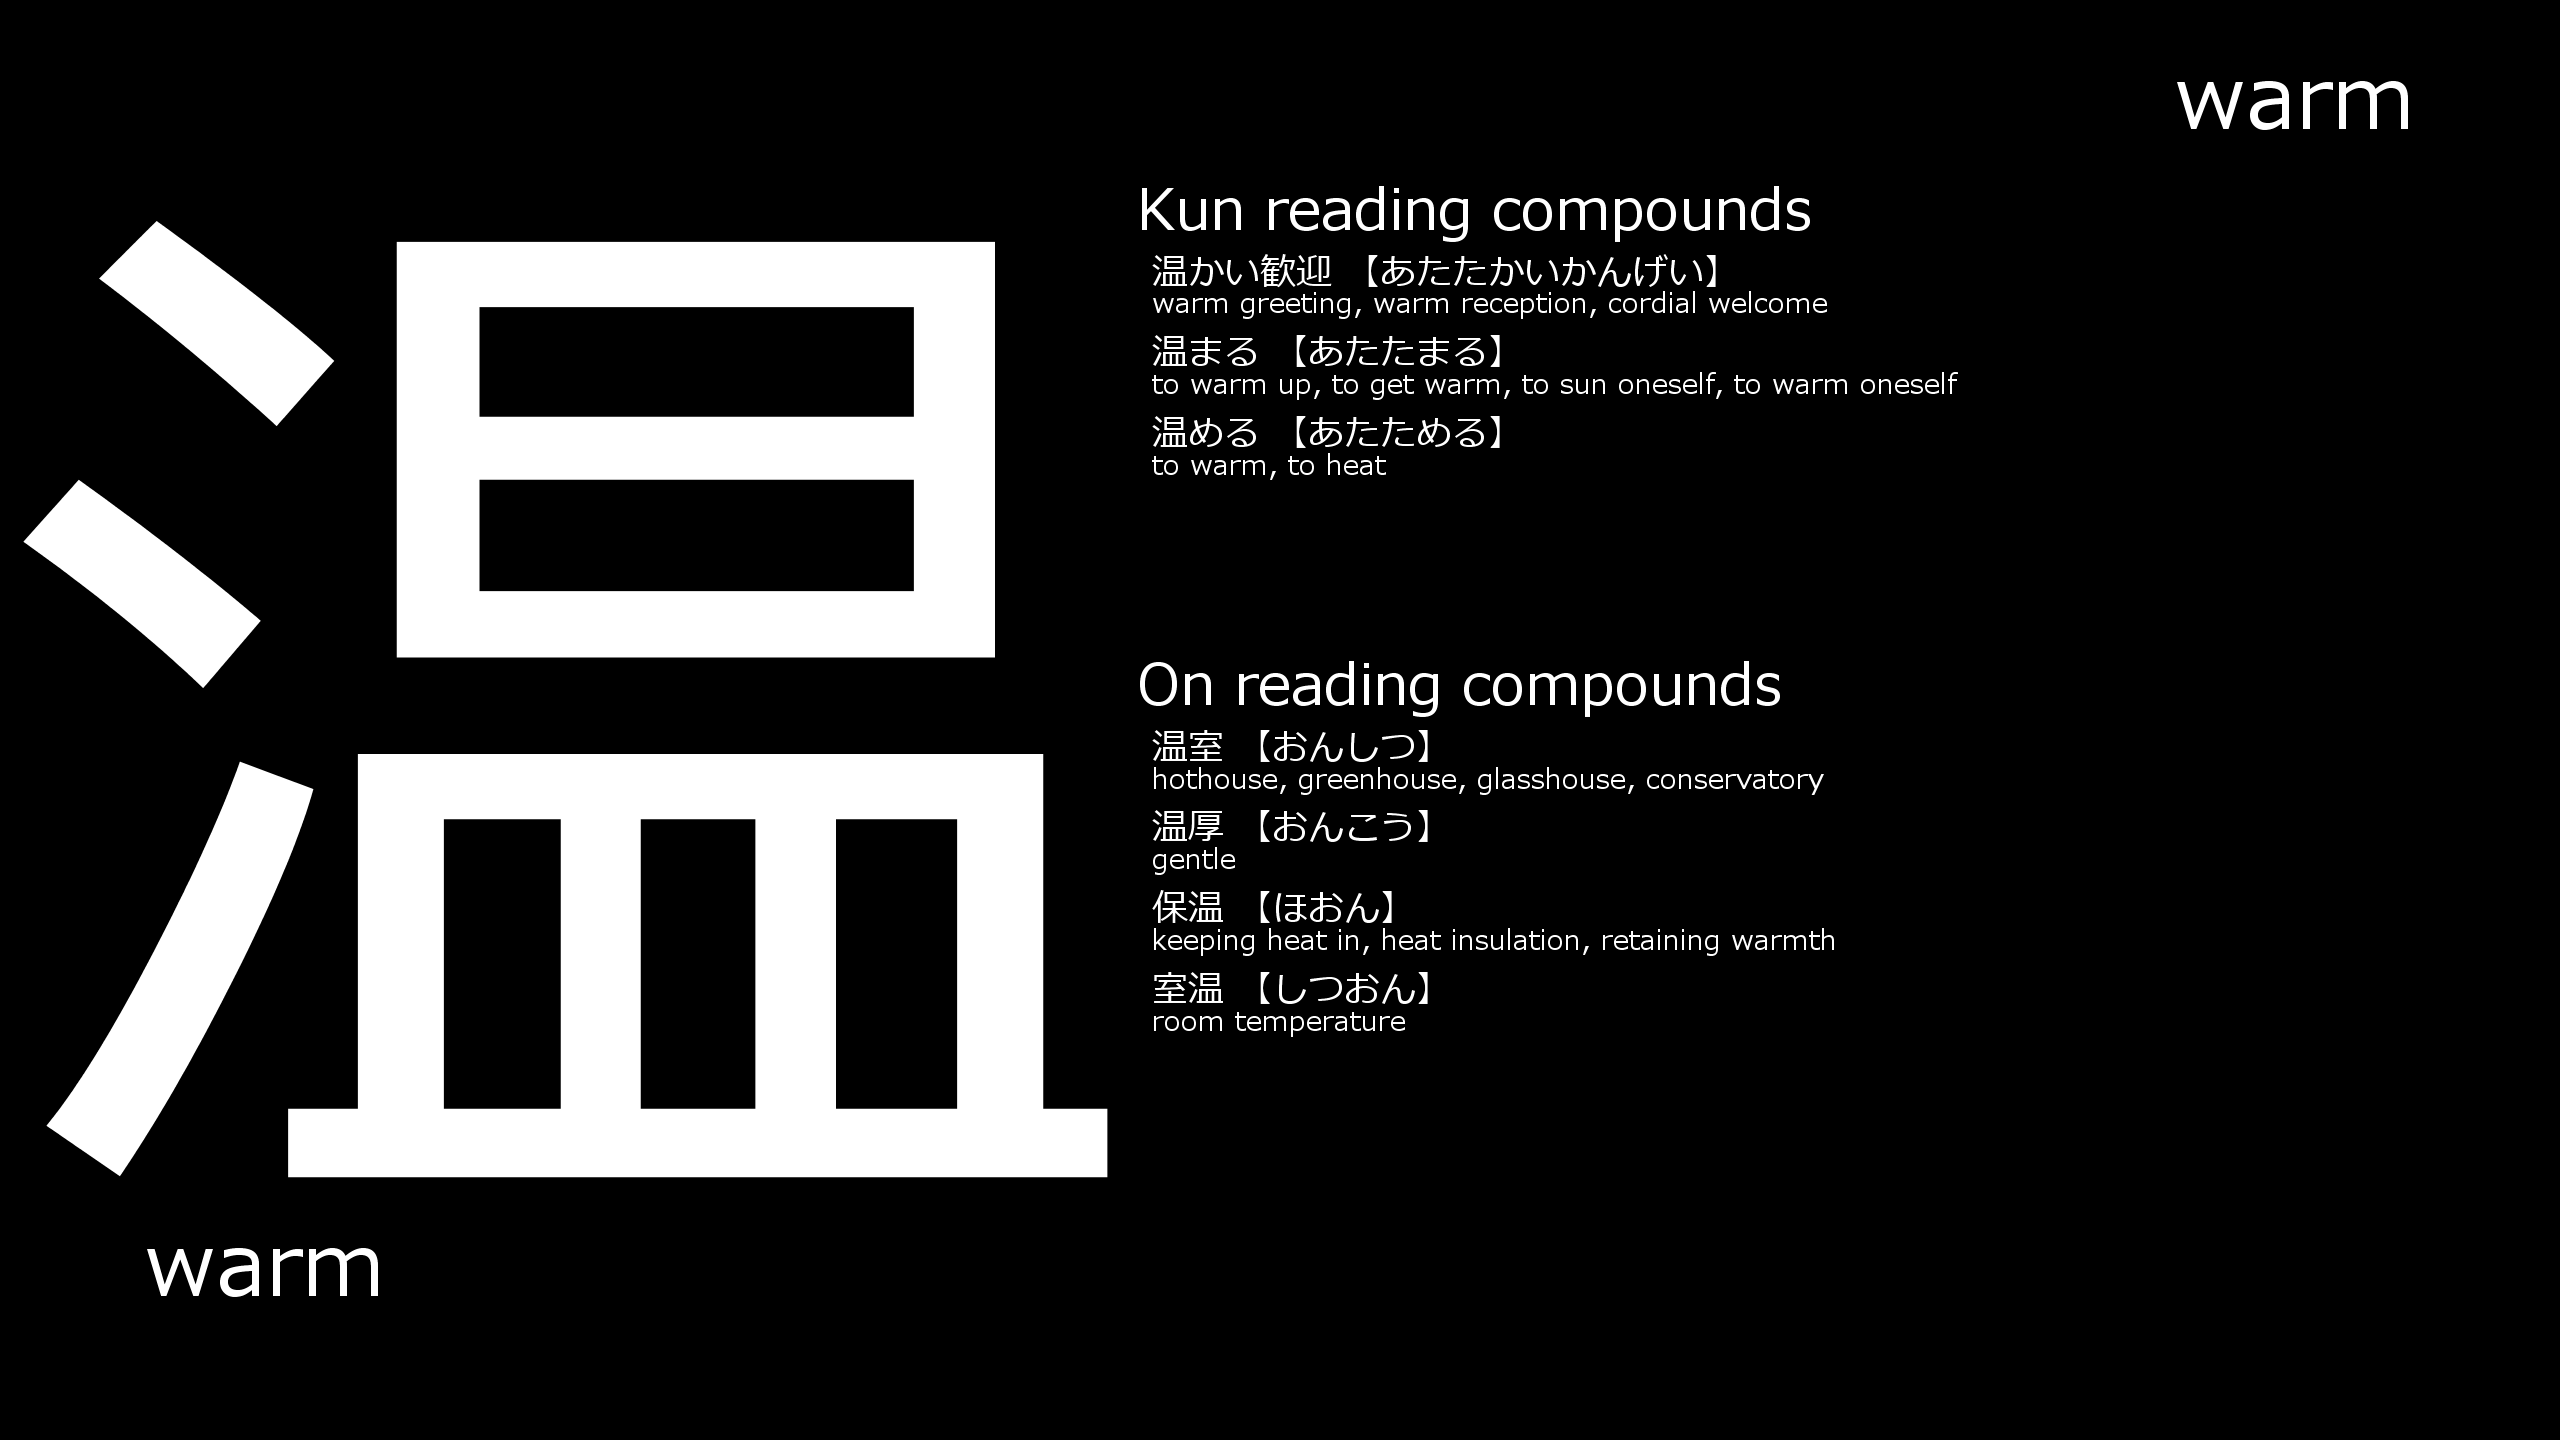 warm
温
Kun reading compounds
温かい歓迎 【あたたかいかんげい】
warm greeting, warm reception, cordial welcome
温まる 【あたたまる】
to warm up, to get warm, to sun oneself, to warm oneself
温める 【あたためる】
to warm, to heat
On reading compounds
温室 【おんしつ】
hothouse, greenhouse, glasshouse, conservatory
温厚 【おんこう】
gentle
保温 【ほおん】
keeping heat in, heat insulation, retaining warmth
室温 【しつおん】
room temperature
warm